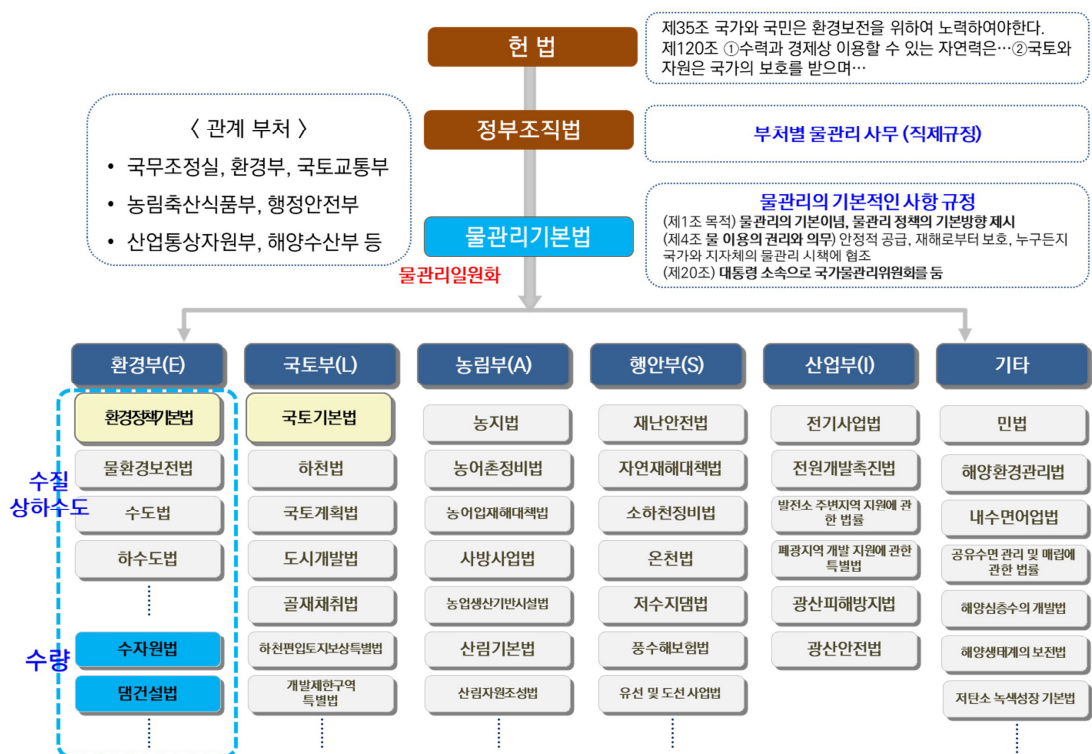 헌 법
제35조 국가와 국민은 환경보전을 위하여 노력하여야한다.
제120조 ①수력과 경제상 이용할 수 있는 자연력은…②국토와
자원은 국가의 보호를 받으며…
〈 관계 부처 〉
• 국무조정실, 환경부, 국토교통부
• 농림축산식품부, 행정안전부
• 산업통상자원부, 해양수산부 등
정부조직법
부처별 물관리 사무 (직제규정)
물관리기본법
물관리일원화
물관리의 기본적인 사항 규정
(제1조 목적) 물관리의 기본이념, 물관리 정책의 기본방향 제시
(제4조 물 이용의 권리와 의무) 안정적 공급, 재해로부터 보호, 누구든지
국가와 지자체의 물관리 시책에 협조
(제20조) 대통령 소속으로 국가물관리위원회를 둠
환경부(E)
환경정책기본법
물환경보전법
수도법
하수도법
수자원법
댐건설법
수질
상하수도
수량
국토부(L)
국토기본법
하천법
국토계획법
도시개발법
골재채취법
하천편입토지보상특별법
개발제한구역
특별법
농림부(A)
농지법
농어촌정비법
농어업재해대책법
사방사업법
농업생산기반시설법
산림기본법
산림자원조성법
행안부(S)
재난안전법
자연재해대책법
소하천정비법
온천법
저수지댐법
풍수해보험법
유선 및 도선 사업법
산업부(I)
전기사업법
전원개발촉진법
발전소 주변지역 지원에 관
한 법률
폐광지역 개발 지원에 관한
특별법
광산피해방지법
광산안전법
기타
민법
해양환경관리법
내수면어업법
공유수면 관리 및 매립에
관한 법률
해양심층수의 개발법
해양생태계의 보전법
저탄소 녹색성장 기본법